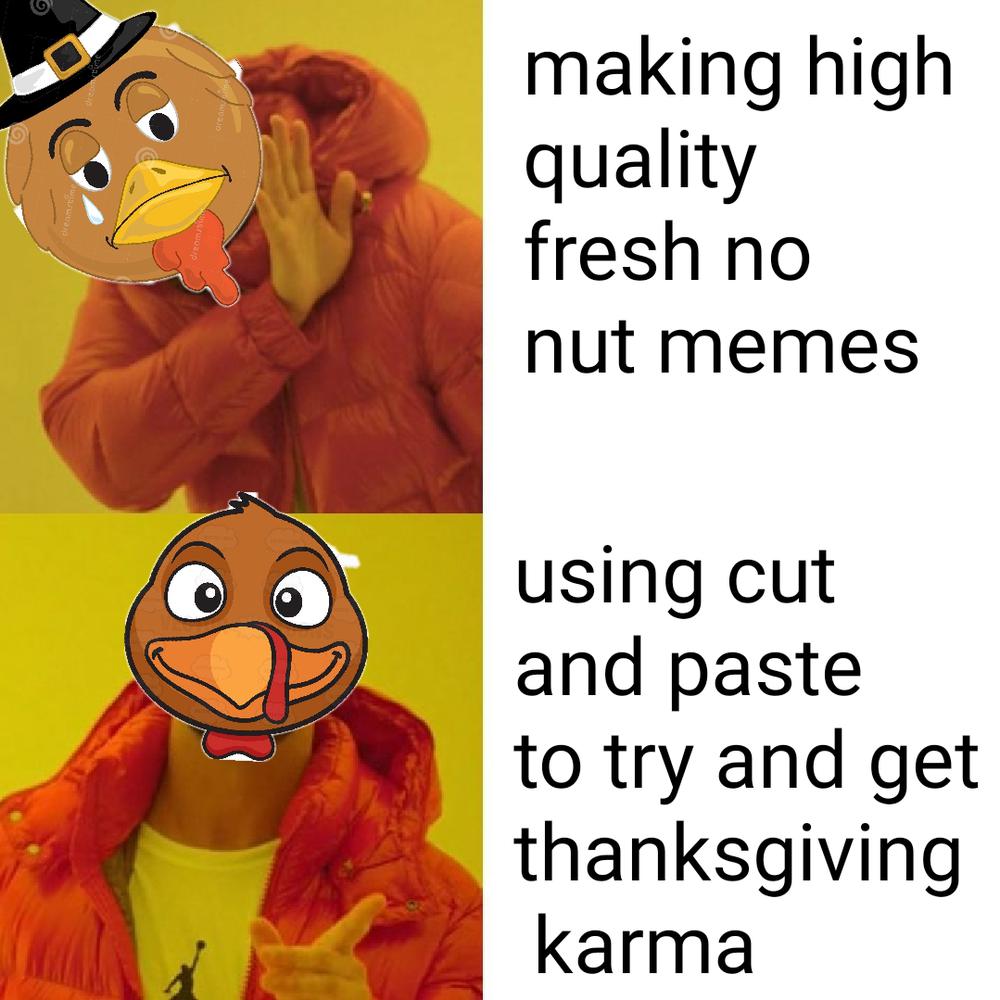 making high
quality
fresh no
nut memes
using cut
and paste
to try and get
thanksgiving
karma